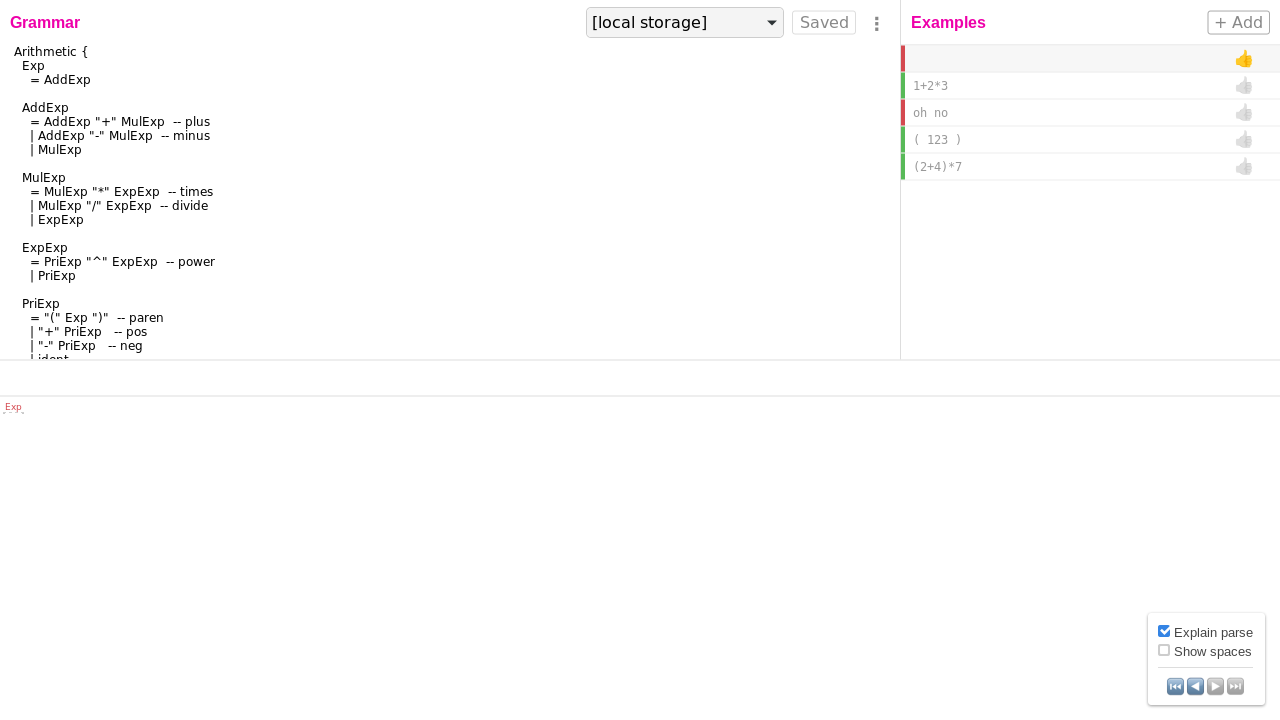 Grammar
[local storage]
Saved
Examples
+ Add
Arithmetic {
Exp
= AddExp
AddExp
= AddExp "+" MulExp -- plus
| AddExp "-" MulExp -- minus
| MulExp
MulExp
= MulExp "*" ExpExp -- times
| MulExp "/" ExpExp -- divide
| ExpExp
ExpExp
= PriExp "^" ExpExp -- power
| PriExp
PriExp
= "(" Exp ")" -- paren
| "+" PriExp -- pos
| "-" PriExp -- neg
| ident
1+2*3
oh no
( 123 )
(2+4)*7
Exp
Explain parse
Show spaces